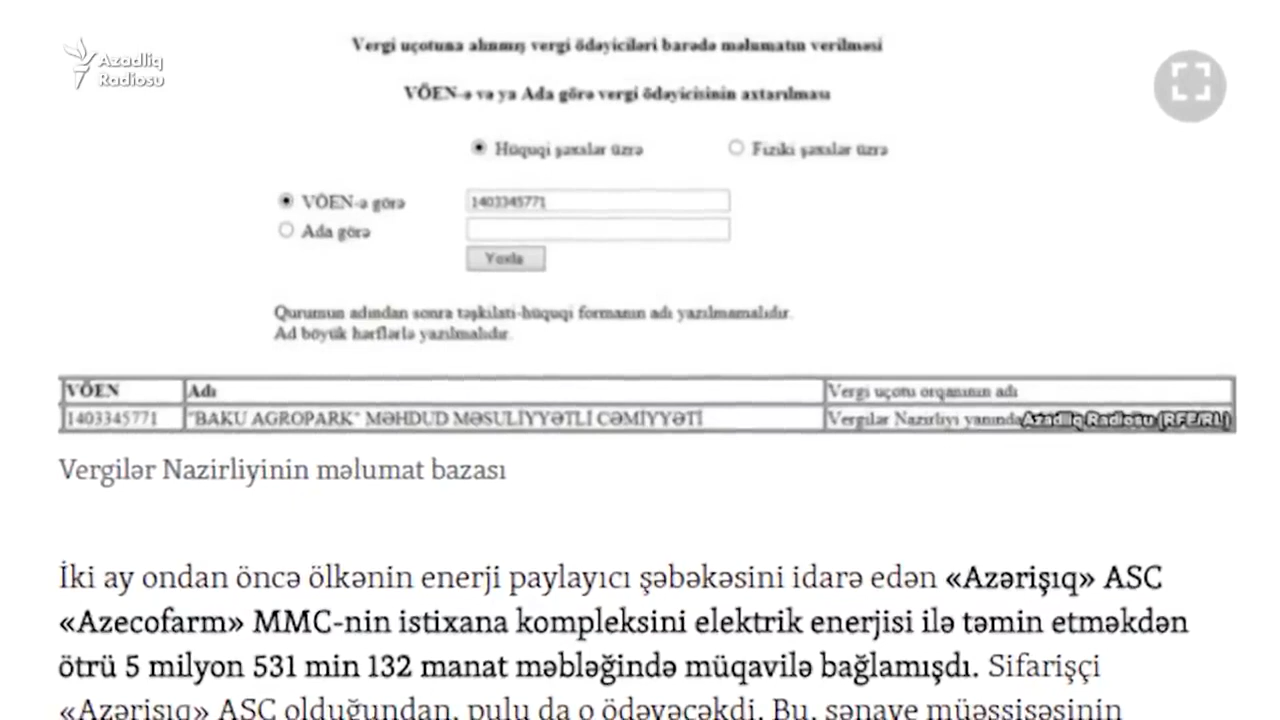 Azadlıq
Radiosu
Vergi uçotuna alınmış vergi ödəyiciləri barədə məlumatın verilməsi
VÖEN-ə və ya Ada görə vergi ödəyicisinin axtarılması
Hüquqi şəxslər üzrə Fiziki şəxslər üzrə
VÖEN-ə görə 1403345771
Ada görə
Yoxla
Qurumun adından sonra təşkilati-hüquqi formanın adı yazılmamalıdır.
Ad böyük hərflərlə yazılmalıdır.
VÖEN Adı Vergi uçotu orqanının adı
1403345771 "BAKU AGROPARK" MƏHDUD MƏSULİYYƏTLİ CƏMİYYƏTİ Vergilər Nazirliyi yanında Azadlıq Radiosu (RFE/RL)
Vergilər Nazirliyinin məlumat bazası
İki ay ondan öncə ölkənin enerji paylayıcı şəbəkəsini idarə edən «Azərişıq» ASC
«Azecofarm» MMC-nin istixana kompleksini elektrik enerjisi ilə təmin etməkdən
ötrü 5 milyon 531 min 132 manat məbləğində müqavilə bağlamışdı. Sifarişçi
«Azərişıq» ASC olduğundan, pulu da o ödəyəcəkdi. Bu, sənaye müəssisəsinin